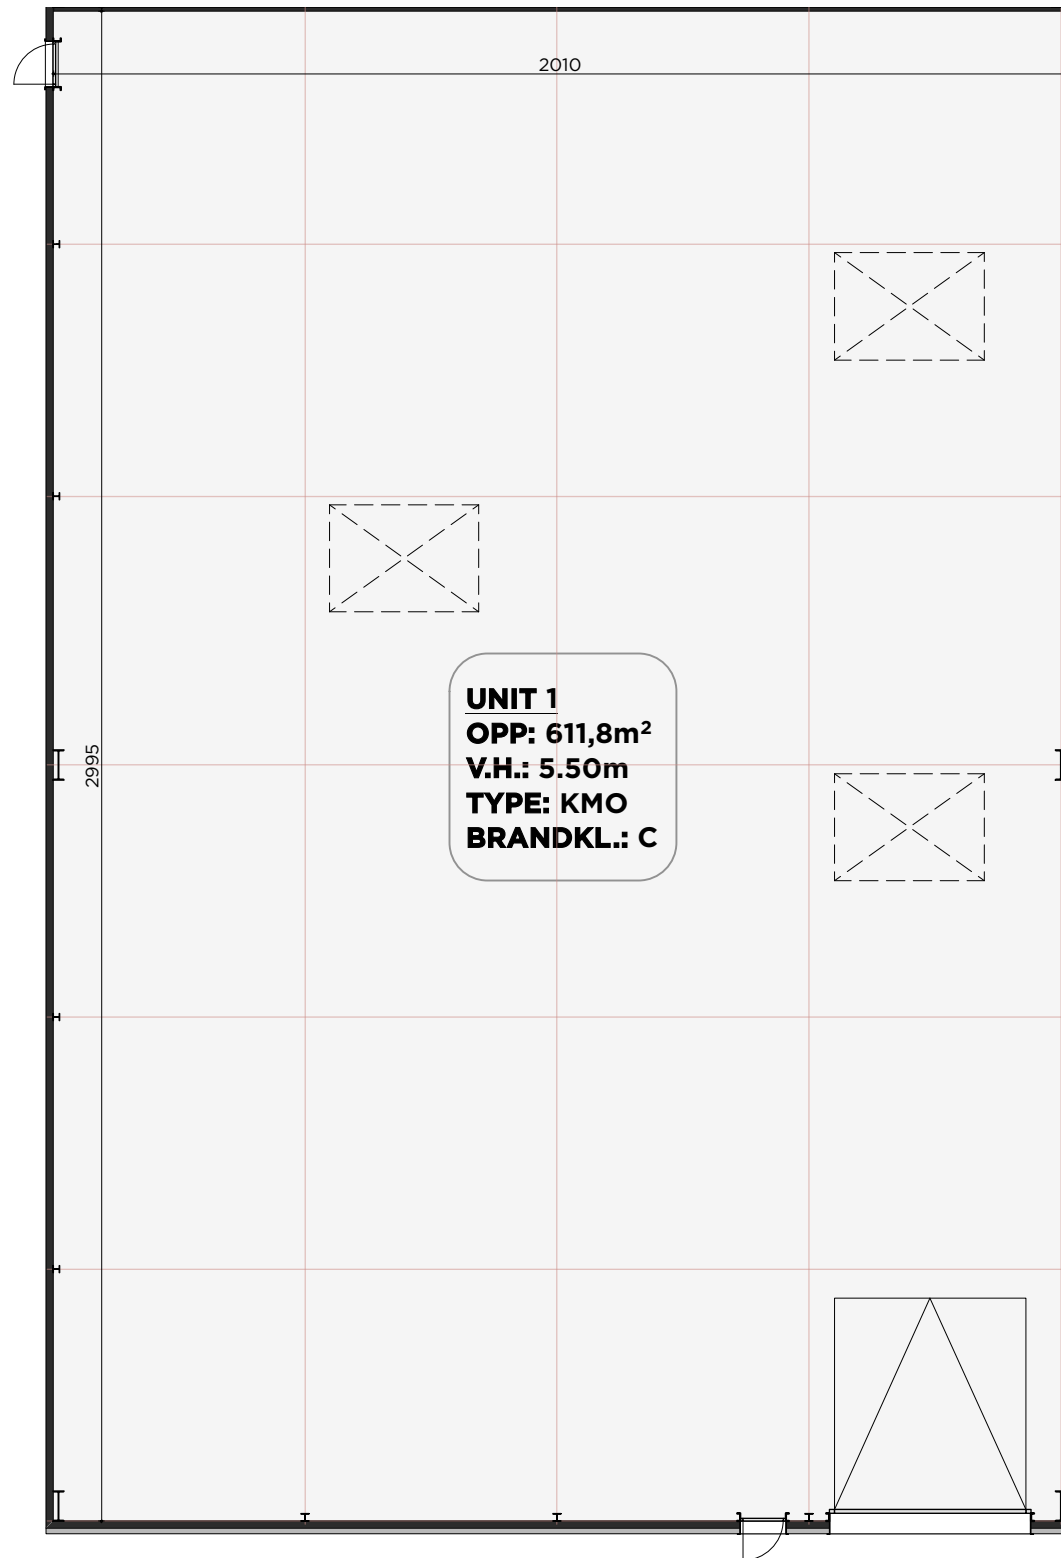 2010
2995
UNIT 1
OPP: 611,8m²
V.H.: 5.50m
TYPE: KMO
BRANDKL.: C